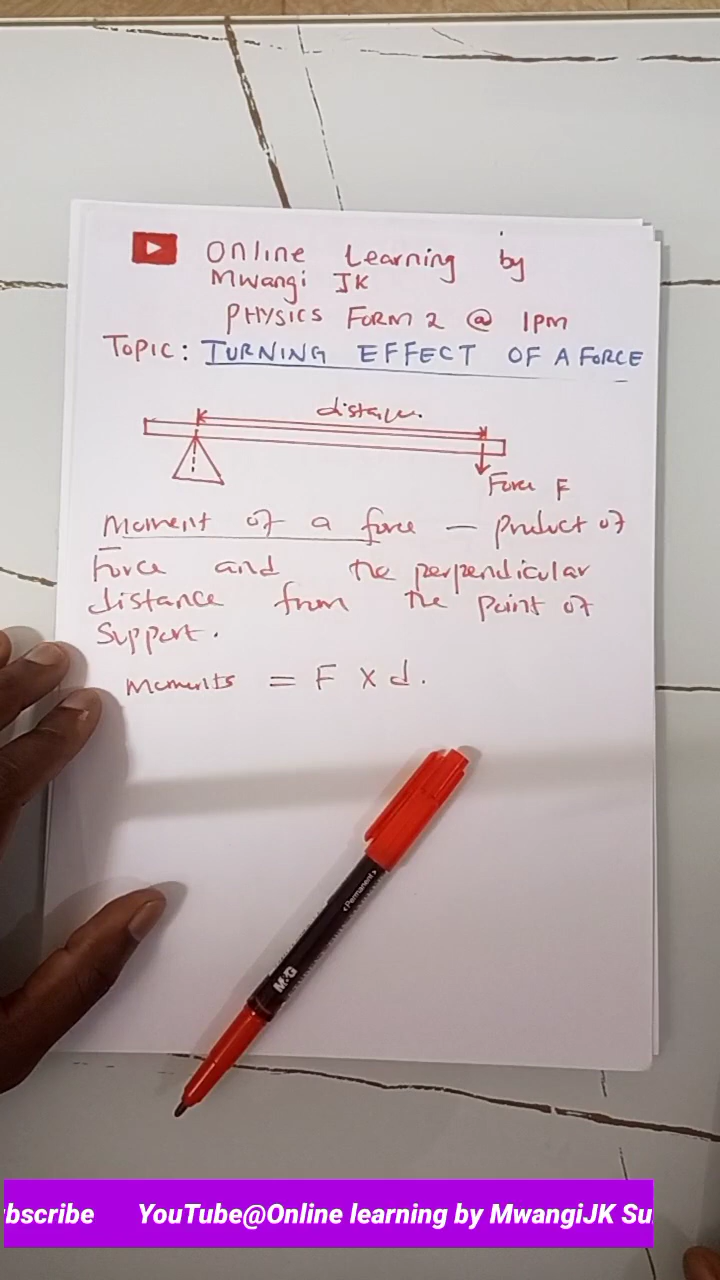 Online Learning by
Mwangi JK
PHYSICS FORM 2 @ 1PM
TOPIC: TURNING EFFECT OF A FORCE
distance.
Force F
Moment of a force — product of
Force and the perpendicular
distance from the point of
support.
Moments = F x d.
<Permanent>
M&G
bscribe YouTube@Online learning by MwangiJK Su